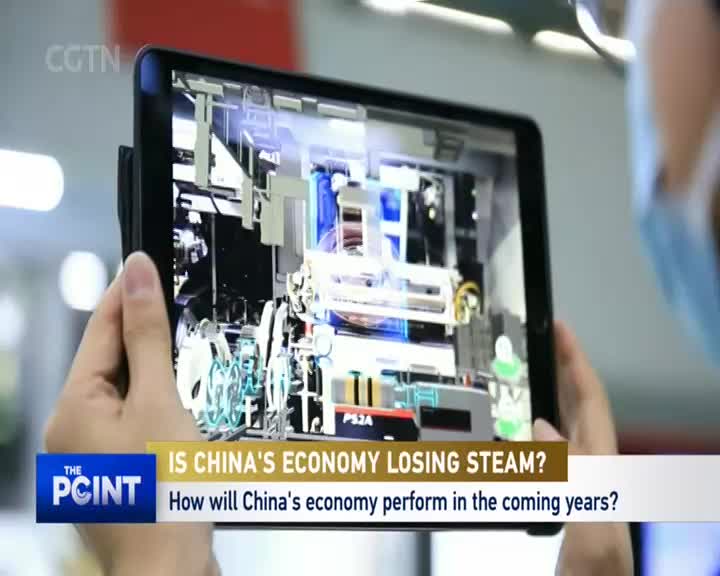 CGTN
PS2A
IS CHINA'S ECONOMY LOSING STEAM?
THE
POINT
How will China's economy perform in the coming years?